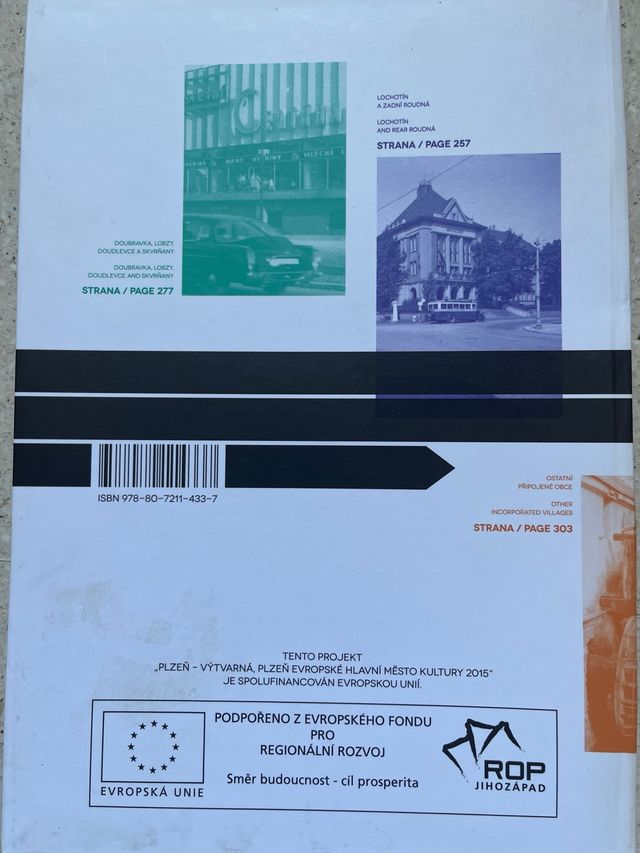 LOCHOTÍN
A ZADNÍ ROUDNÁ
LOCHOTÍN
AND REAR ROUDNÁ
STRANA / PAGE 257
DOUBRAVKA, LOBZY,
DOUDLEVCE A SKVRŇANY
DOUBRAVKA, LOBZY,
DOUDLEVCE AND SKVRŇANY
STRANA / PAGE 277
ISBN 978-80-7211-433-7
OSTATNÍ
PŘIPOJENÉ OBCE
OTHER
INCORPORATED VILLAGES
STRANA / PAGE 303
TENTO PROJEKT
„PLZEŇ – VÝTVARNÁ, PLZEŇ EVROPSKÉ HLAVNÍ MĚSTO KULTURY 2015“
JE SPOLUFINANCOVÁN EVROPSKOU UNIÍ.
PODPOŘENO Z EVROPSKÉHO FONDU
PRO
REGIONÁLNÍ ROZVOJ
Směr budoucnost - cíl prosperita
EVROPSKÁ UNIE
ROP
JIHOZÁPAD